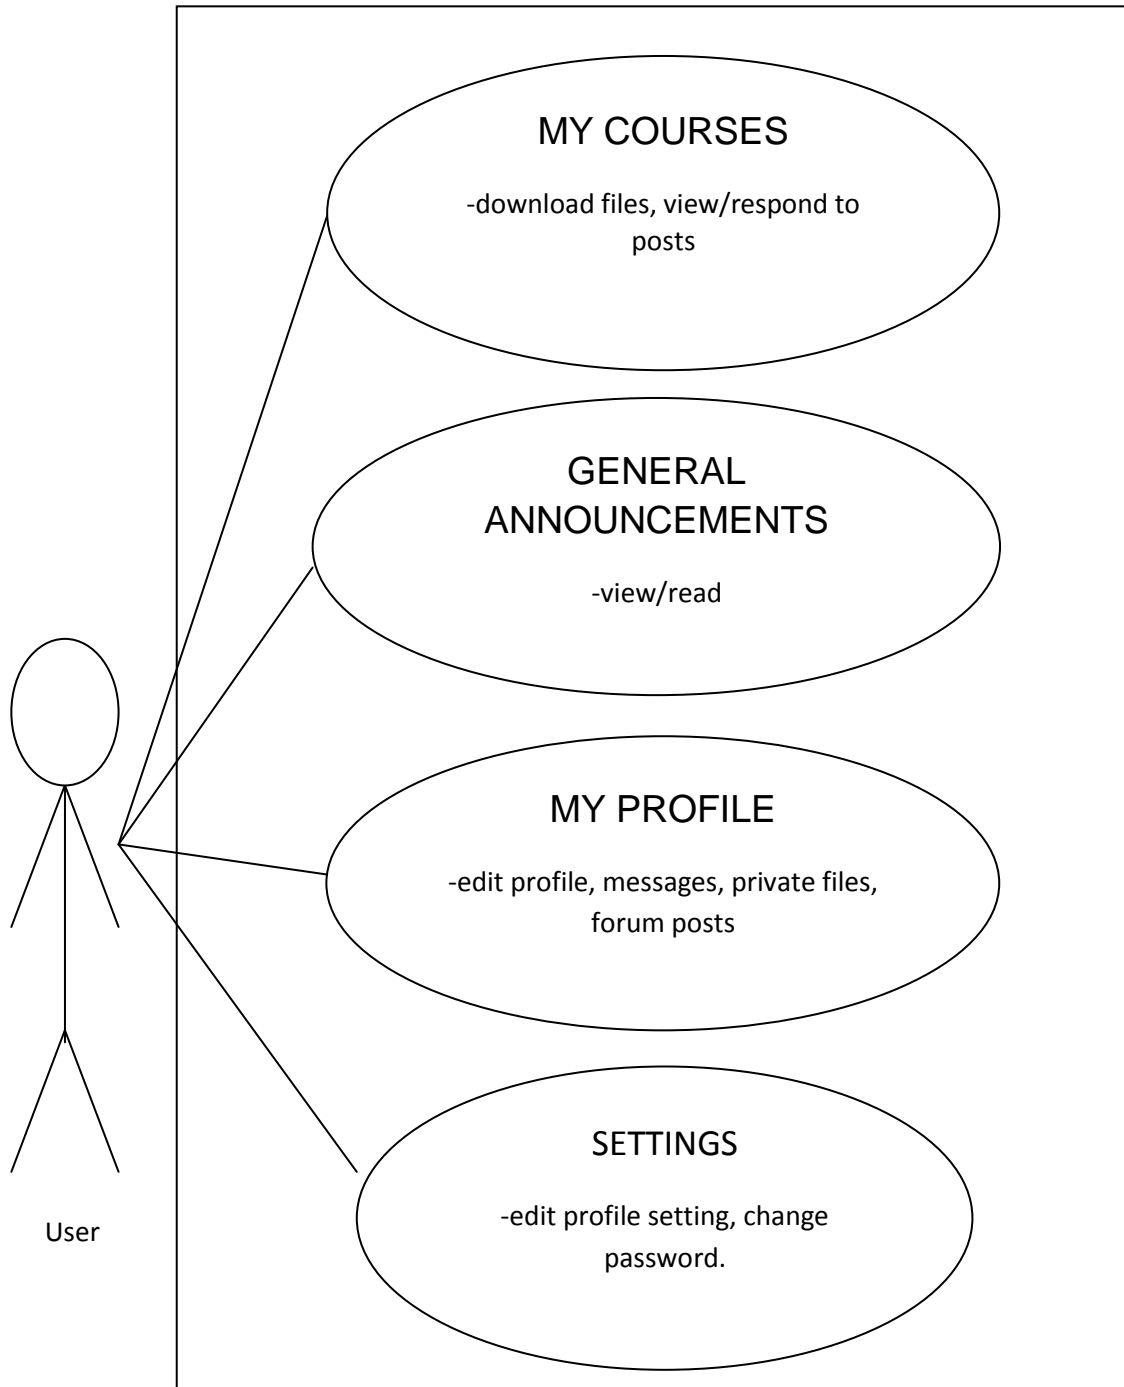 MY COURSES
-download files, view/respond to
posts
GENERAL
ANNOUNCEMENTS
-view/read
MY PROFILE
-edit profile, messages, private files,
forum posts
SETTINGS
-edit profile setting, change
password.
User